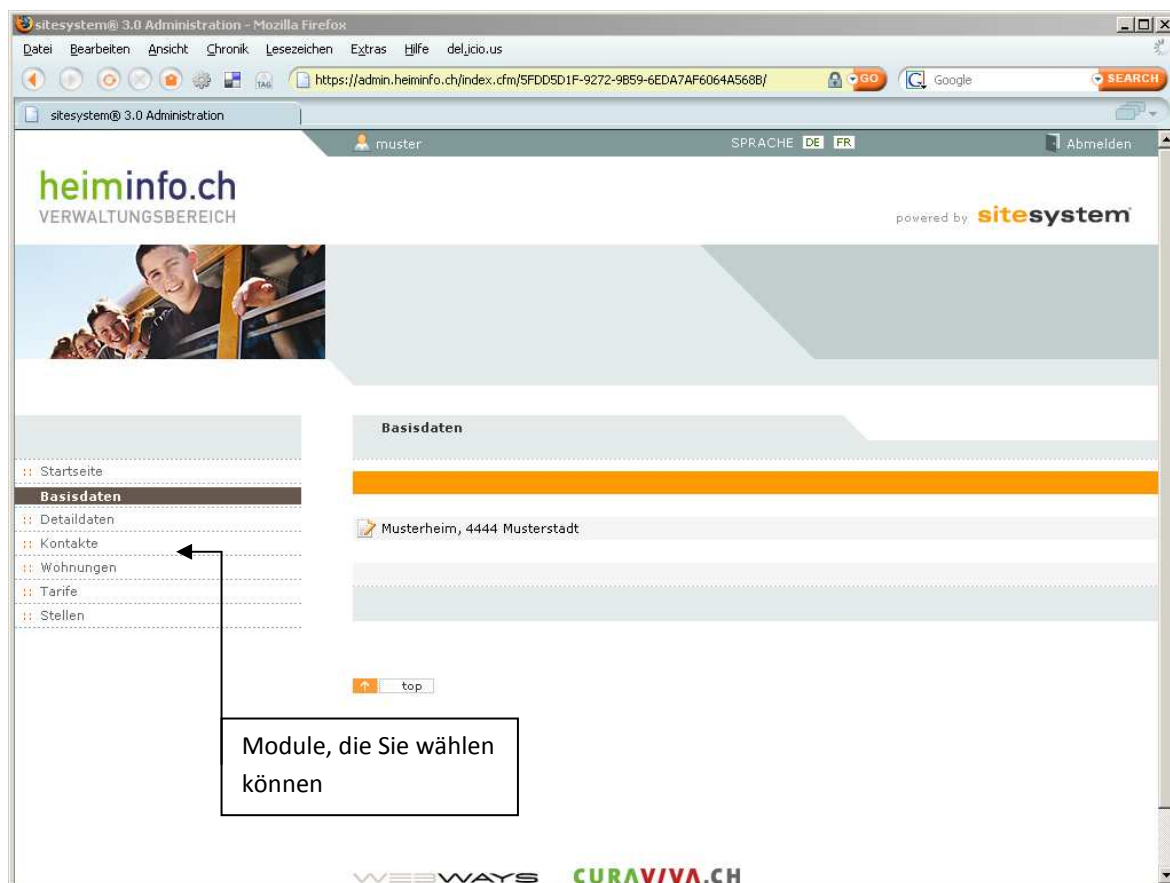 sitesystem® 3.0 Administration - Mozilla Firefox
Datei Bearbeiten Ansicht Chronik Lesezeichen Extras Hilfe del.icio.us
TAG https://admin.heiminfo.ch/index.cfm/5FDD5D1F-9272-9B59-6EDA7AF6064A568B/ GO G Google SEARCH
sitesystem® 3.0 Administration
muster SPRACHE DE FR Abmelden
heiminfo.ch
VERWALTUNGSBEREICH
powered by sitesystem
Basisdaten
:: Startseite
Basisdaten
:: Detaildaten
:: Kontakte
:: Wohnungen
:: Tarife
:: Stellen
Musterheim, 4444 Musterstadt
top
Module, die Sie wählen
können
WEBWAYS CURAVIVA.CH